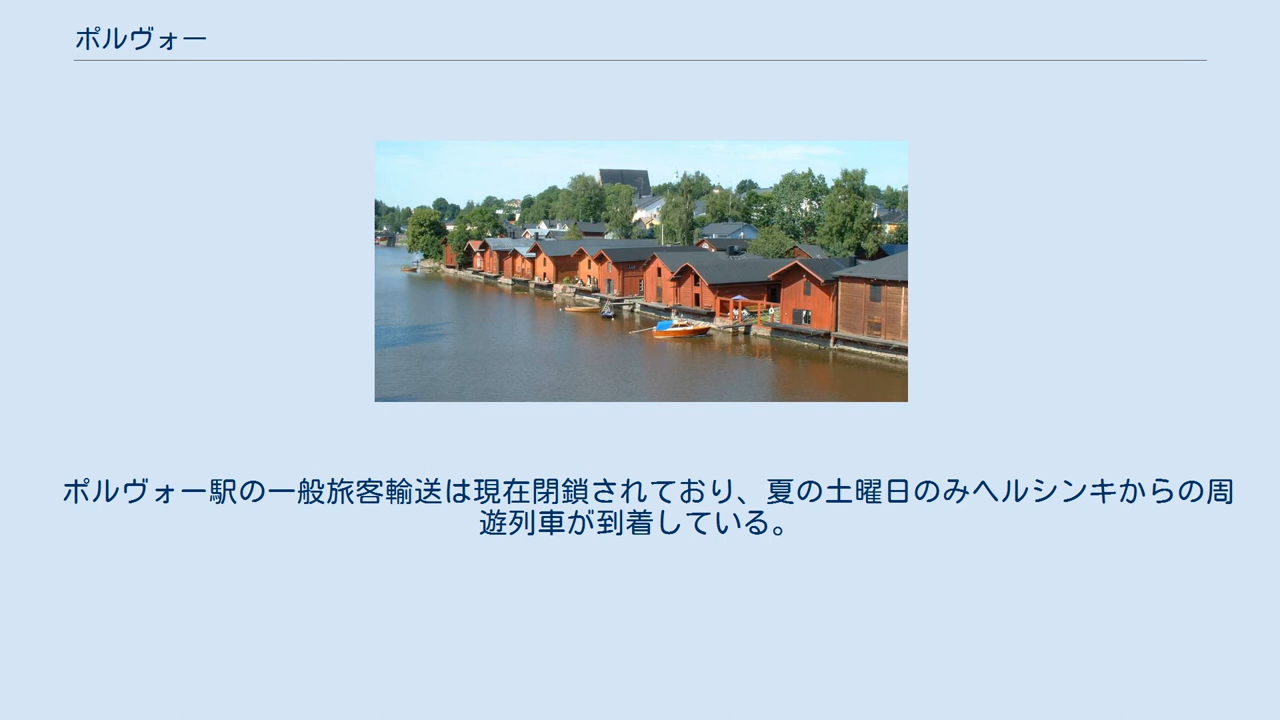 ポルヴォー
ポルヴォー駅の一般旅客輸送は現在閉鎖されており、夏の土曜日のみヘルシンキからの周
遊列車が到着している。